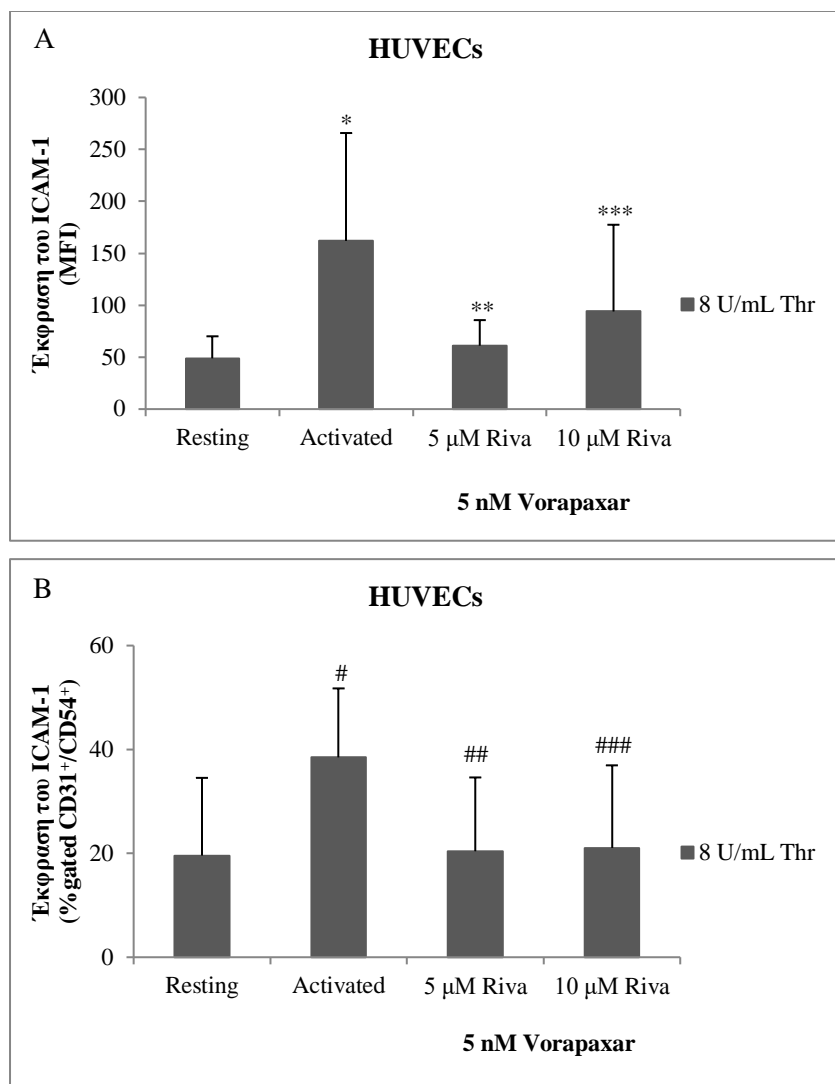 A
HUVECs
300
250
200
150
100
50
0
Έκφραση του ICAM-1
(MFI)
*
**
***
8 U/mL Thr
Resting
Activated
5 μM Riva
10 μM Riva
5 nM Vorapaxar
B
HUVECs
60
40
20
0
Έκφραση του ICAM-1
(%gated CD31⁺/CD54⁺)
#
##
###
8 U/mL Thr
Resting
Activated
5 μM Riva
10 μM Riva
5 nM Vorapaxar